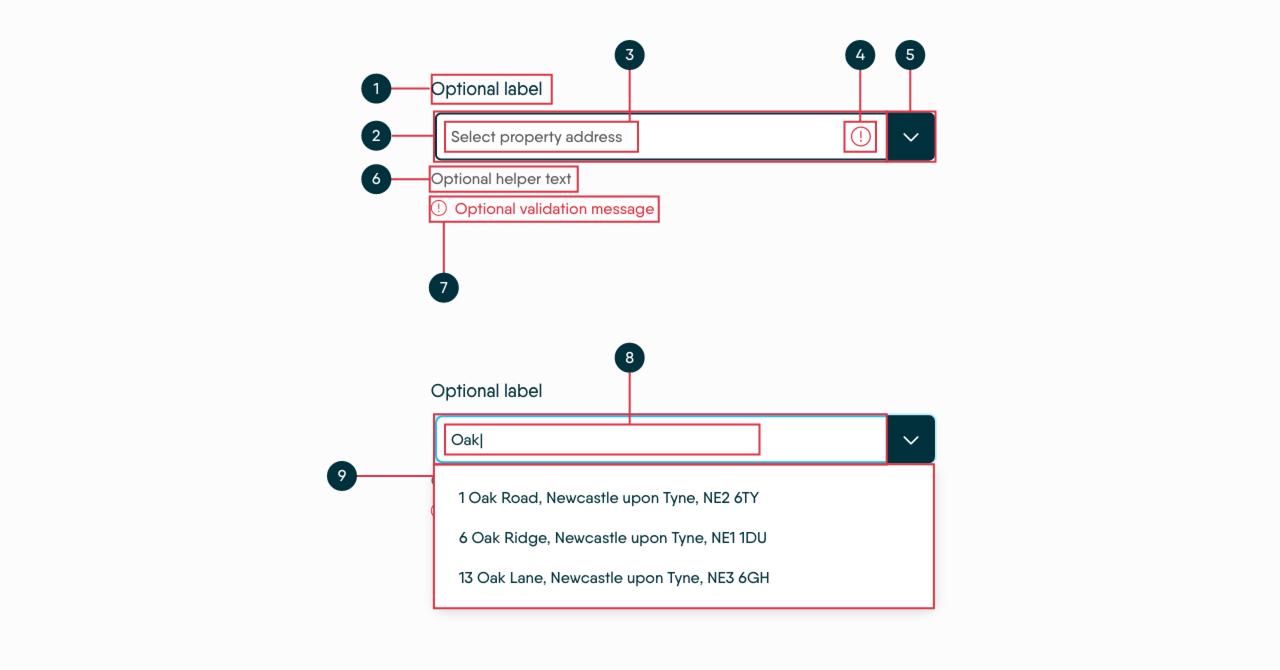 3 4 5
1 Optional label
2 Select property address
6 Optional helper text
Optional validation message
7
8
Optional label
Oak|
9
1 Oak Road, Newcastle upon Tyne, NE2 6TY
6 Oak Ridge, Newcastle upon Tyne, NE1 1DU
13 Oak Lane, Newcastle upon Tyne, NE3 6GH